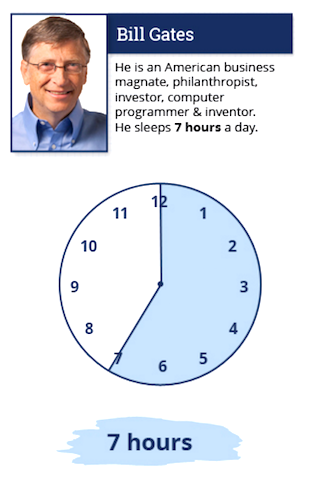 Bill Gates
He is an American business
magnate, philanthropist,
investor, computer
programmer & inventor.
He sleeps 7 hours a day.
12
11
1
10
2
9
3
8
4
7
5
6
7 hours